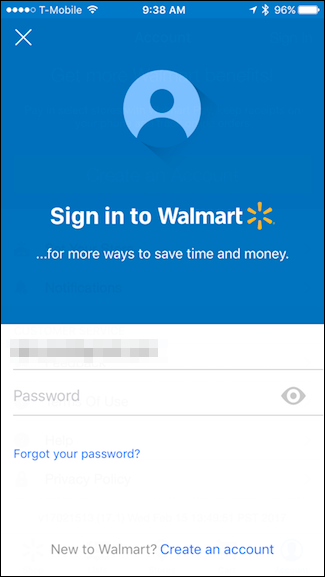 T-Mobile 9:38 AM 96%
Sign in to Walmart
...for more ways to save time and money.
Password
Forgot your password?
New to Walmart? Create an account